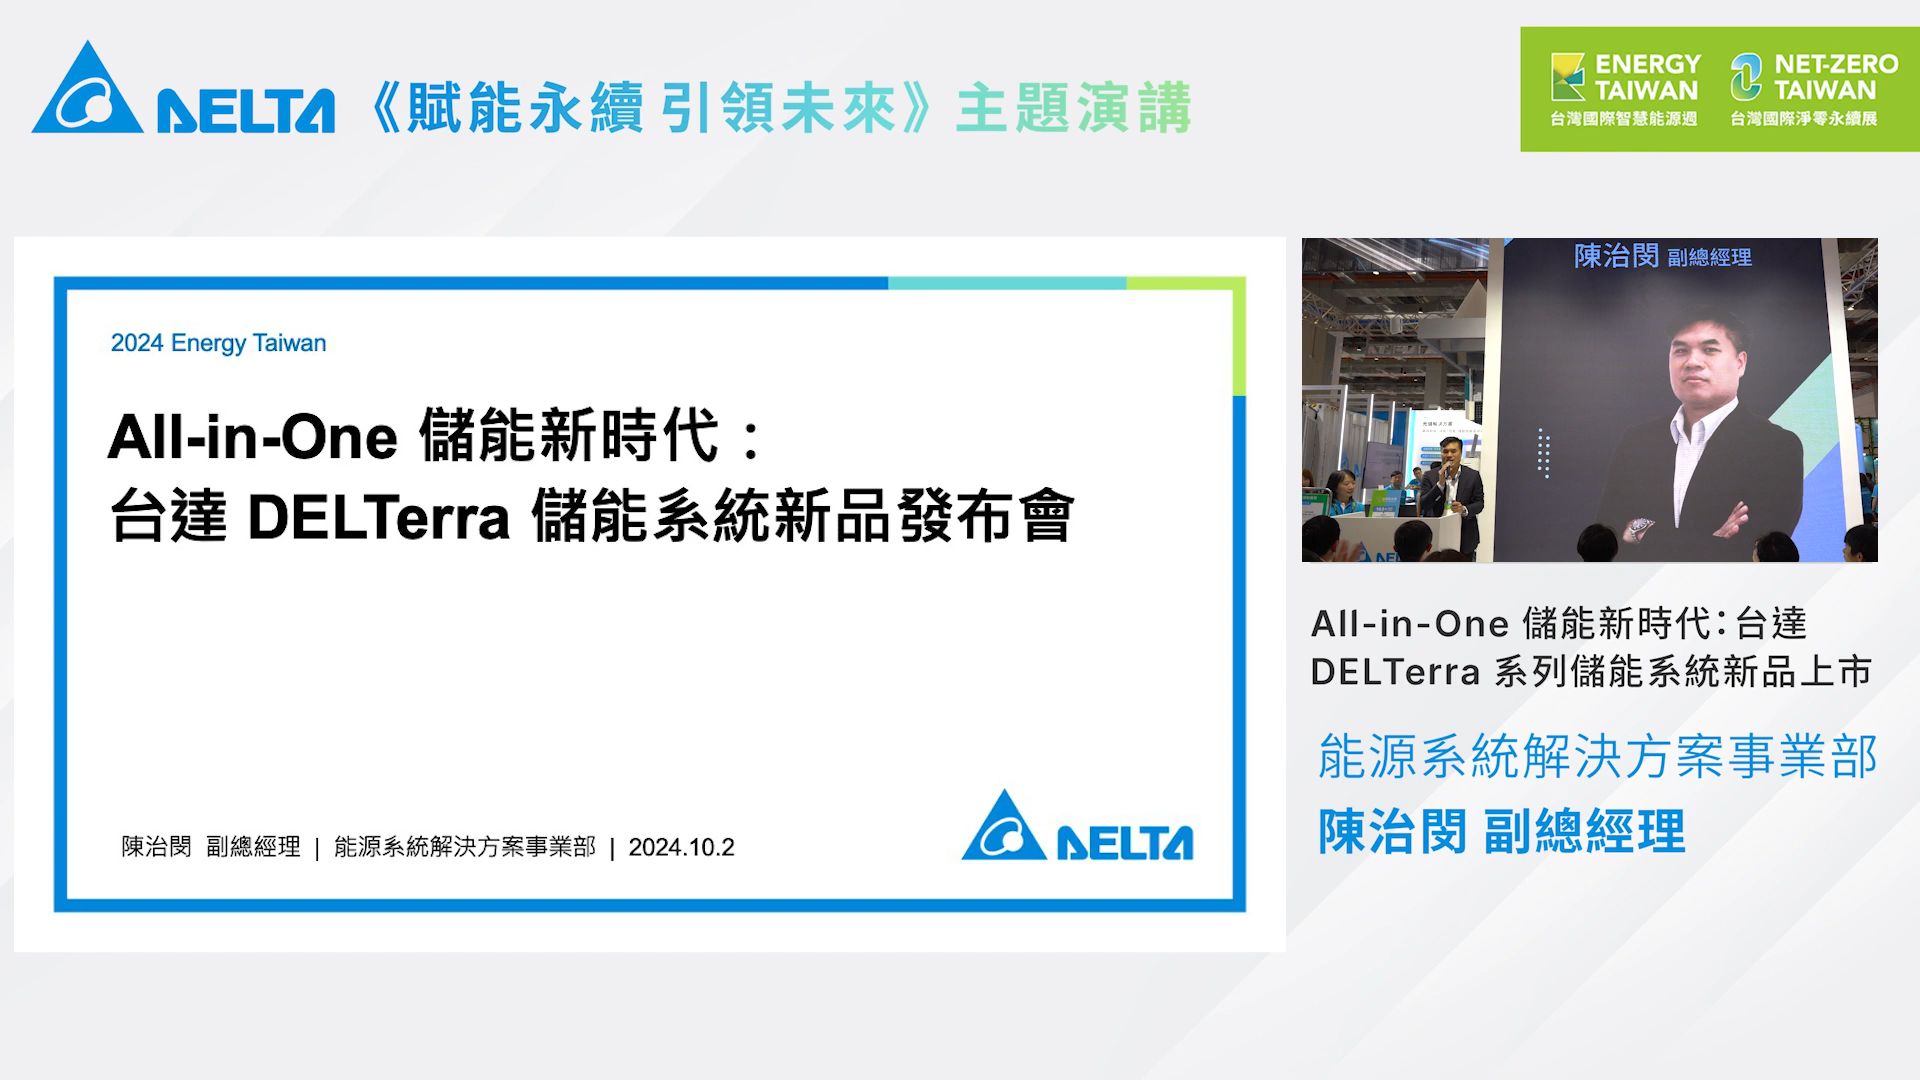 DELTA 《賦能永續 引領未來》主題演講
ENERGY TAIWAN
台灣國際智慧能源週
NET-ZERO TAIWAN
台灣國際淨零永續展
2024 Energy Taiwan
All-in-One 儲能新時代：
台達 DELTerra 儲能系統新品發布會
陳治閔 副總經理 | 能源系統解決方案事業部 | 2024.10.2
DELTA
陳治閔 副總經理
All-in-One 儲能新時代：台達
DELTerra 系列儲能系統新品上市
能源系統解決方案事業部
陳治閔 副總經理